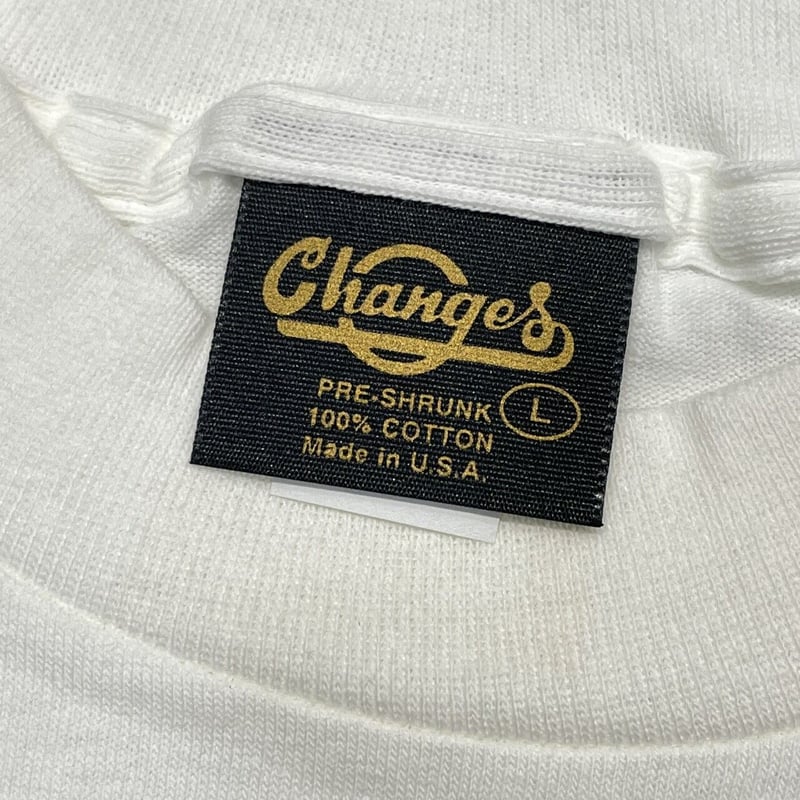 Changes
PRE-SHRUNK
100% COTTON
Made in U.S.A.
L